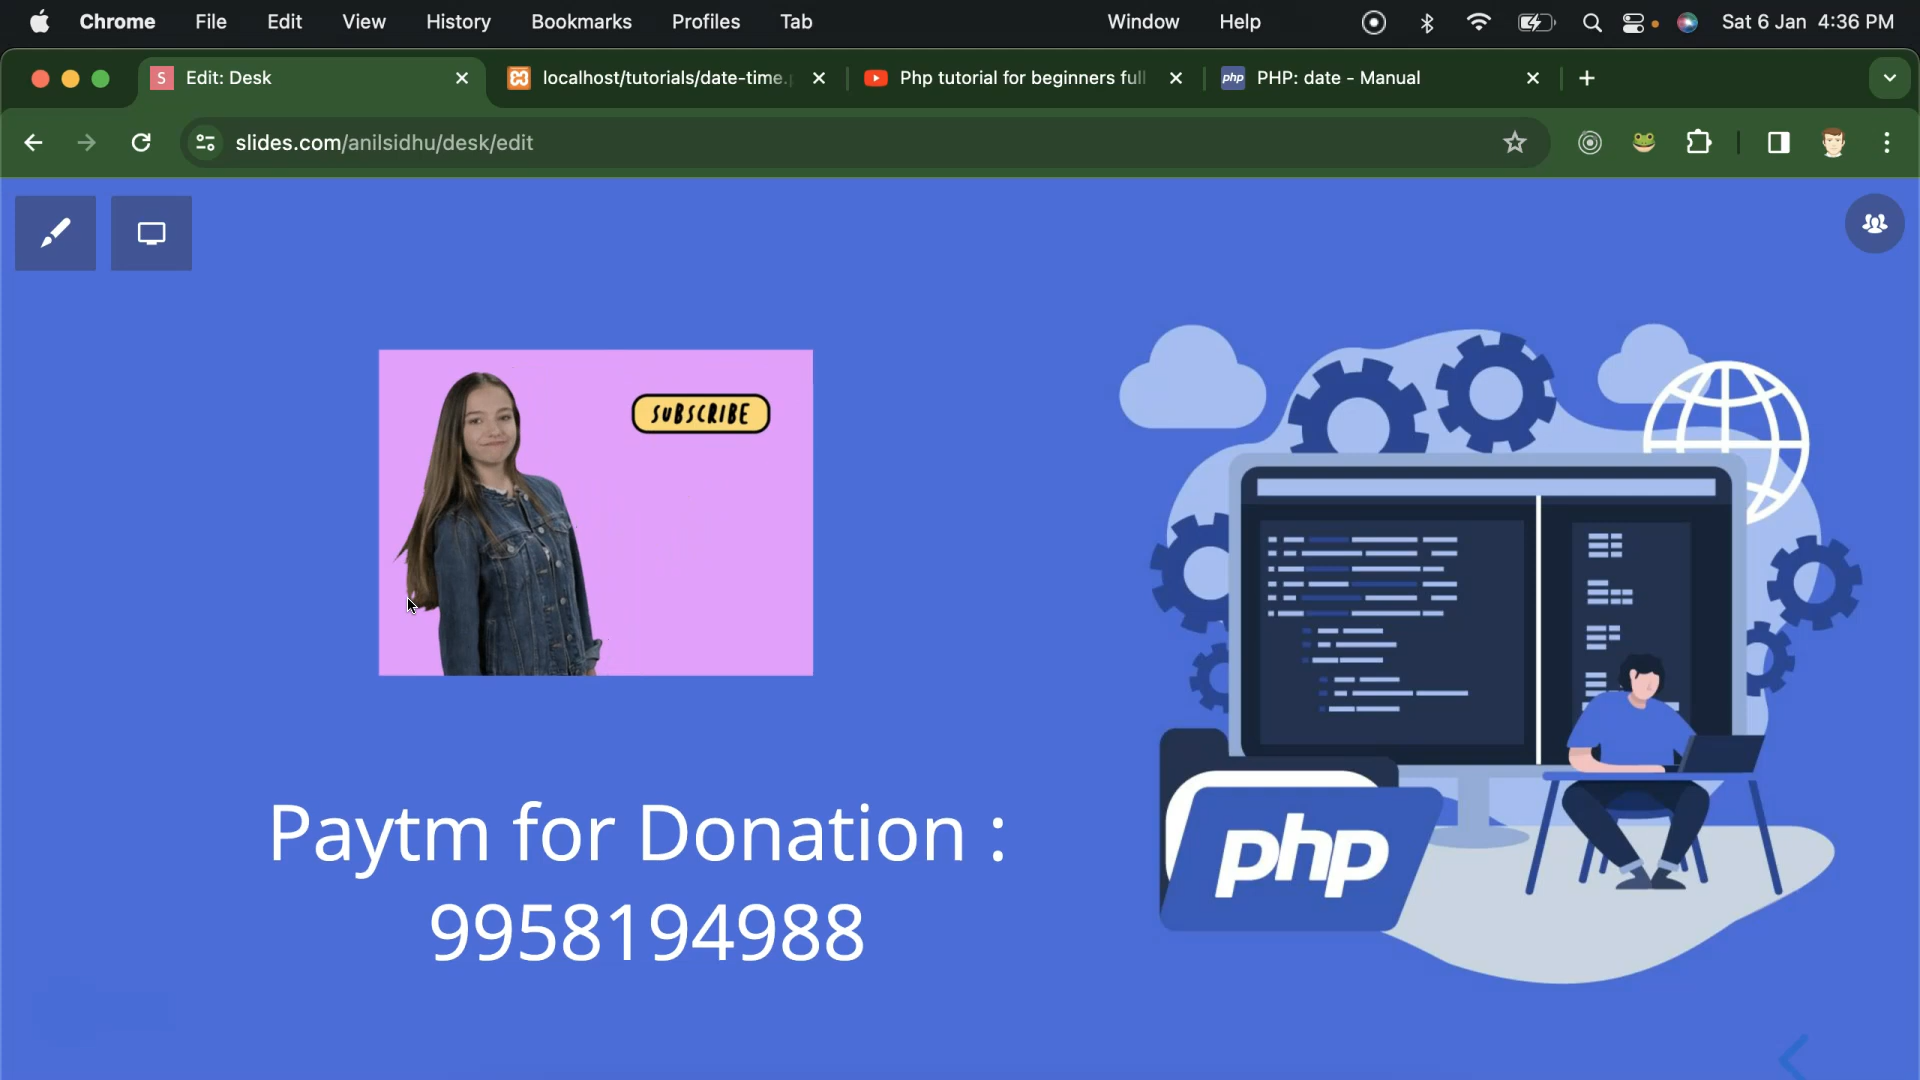 Chrome File Edit View History Bookmarks Profiles Tab Window Help Sat 6 Jan 4:36 PM
S Edit: Desk localhost/tutorials/date-time. Php tutorial for beginners full php PHP: date - Manual
slides.com/anilsidhu/desk/edit
SUBSCRIBE
Paytm for Donation :
9958194988
php